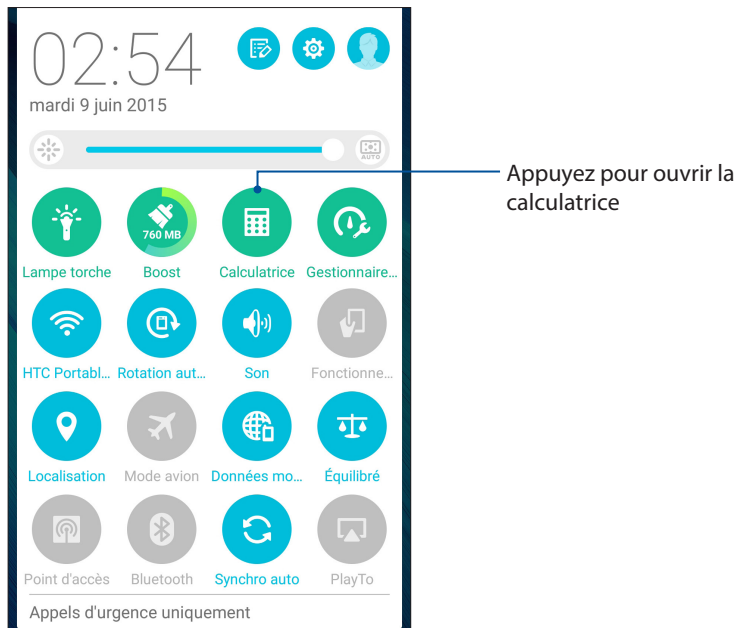 02:54
mardi 9 juin 2015
AUTO
Appuyez pour ouvrir la
calculatrice
760 MB
Lampe torche Boost Calculatrice Gestionnaire...
HTC Portabl... Rotation aut... Son Fonctionne...
Localisation Mode avion Données mo... Équilibré
Point d'accès Bluetooth Synchro auto PlayTo
Appels d'urgence uniquement